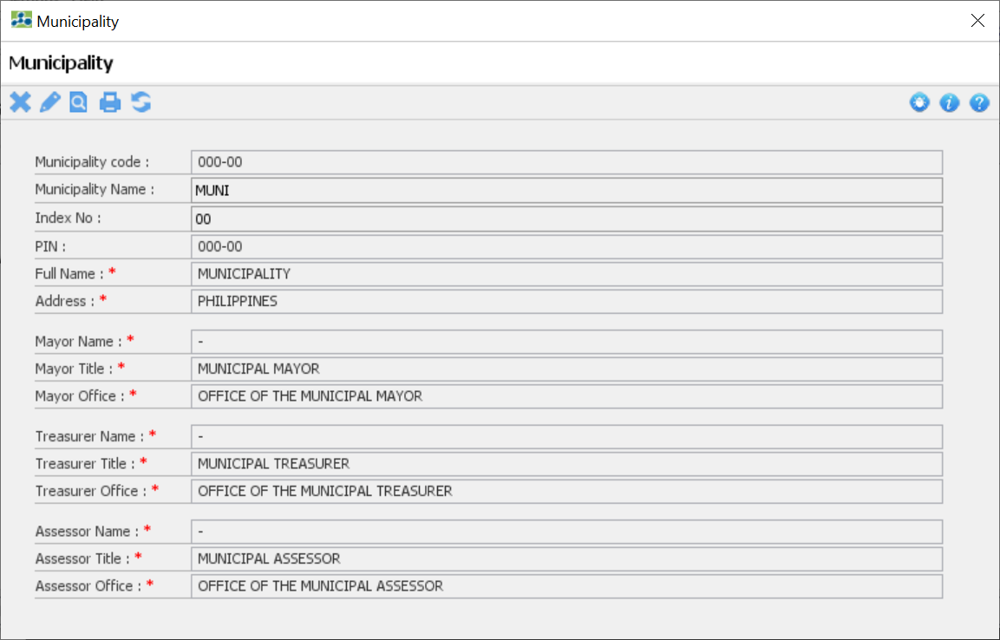 Municipality
Municipality
Municipality code : 000-00
Municipality Name : MUNI
Index No : 00
PIN : 000-00
Full Name : * MUNICIPALITY
Address : * PHILIPPINES
Mayor Name : * -
Mayor Title : * MUNICIPAL MAYOR
Mayor Office : * OFFICE OF THE MUNICIPAL MAYOR
Treasurer Name : * -
Treasurer Title : * MUNICIPAL TREASURER
Treasurer Office : * OFFICE OF THE MUNICIPAL TREASURER
Assessor Name : * -
Assessor Title : * MUNICIPAL ASSESSOR
Assessor Office : * OFFICE OF THE MUNICIPAL ASSESSOR